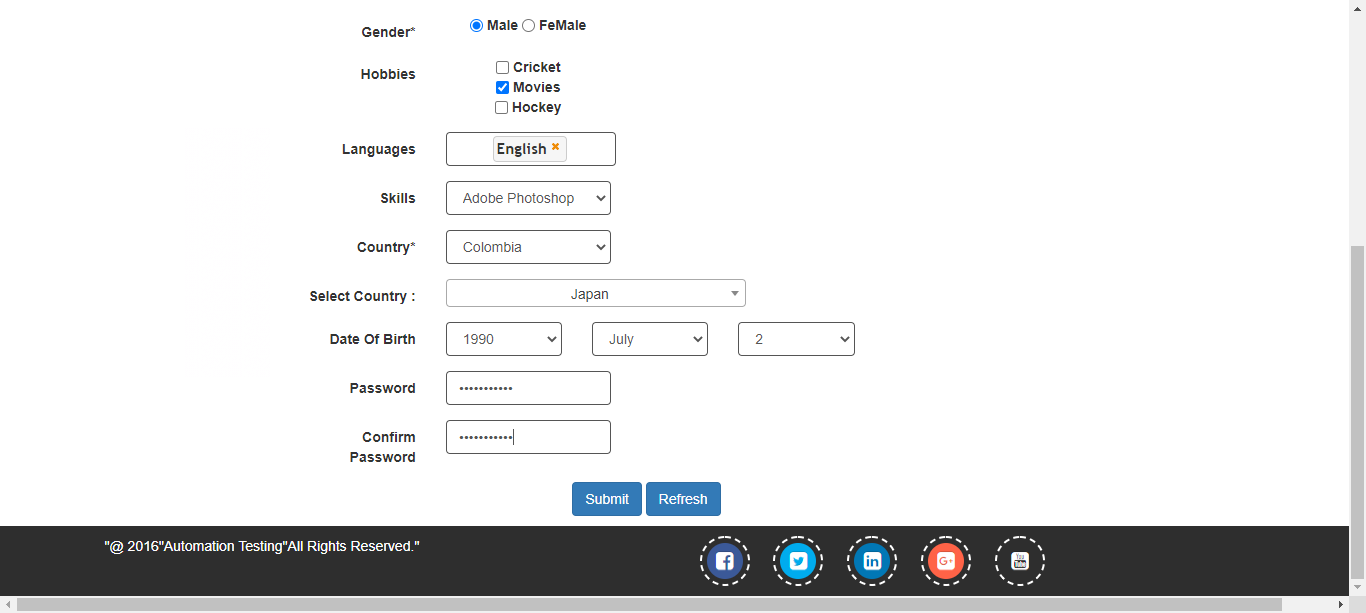 Gender*
Male FeMale
Hobbies
Cricket
Movies
Hockey
Languages
English
Skills
Adobe Photoshop
Country*
Colombia
Select Country :
Japan
Date Of Birth
1990 July 2
Password
•••••••••••
Confirm
Password
•••••••••••
Submit Refresh
"@ 2016"Automation Testing"All Rights Reserved."
f in G+ You Tube